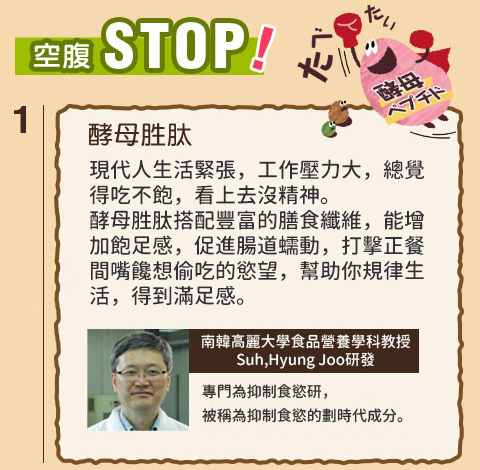 空腹 STOP!
たべたい
酵母
ペプチド
1
酵母胜肽
現代人生活緊張，工作壓力大，總覺
得吃不飽，看上去沒精神。
酵母胜肽搭配豐富的膳食纖維，能增
加飽足感，促進腸道蠕動，打擊正餐
間嘴饞想偷吃的慾望，幫助你規律生
活，得到滿足感。
南韓高麗大學食品營養學科教授
Suh,Hyung Joo研發
專門為抑制食慾研，
被稱為抑制食慾的劃時代成分。